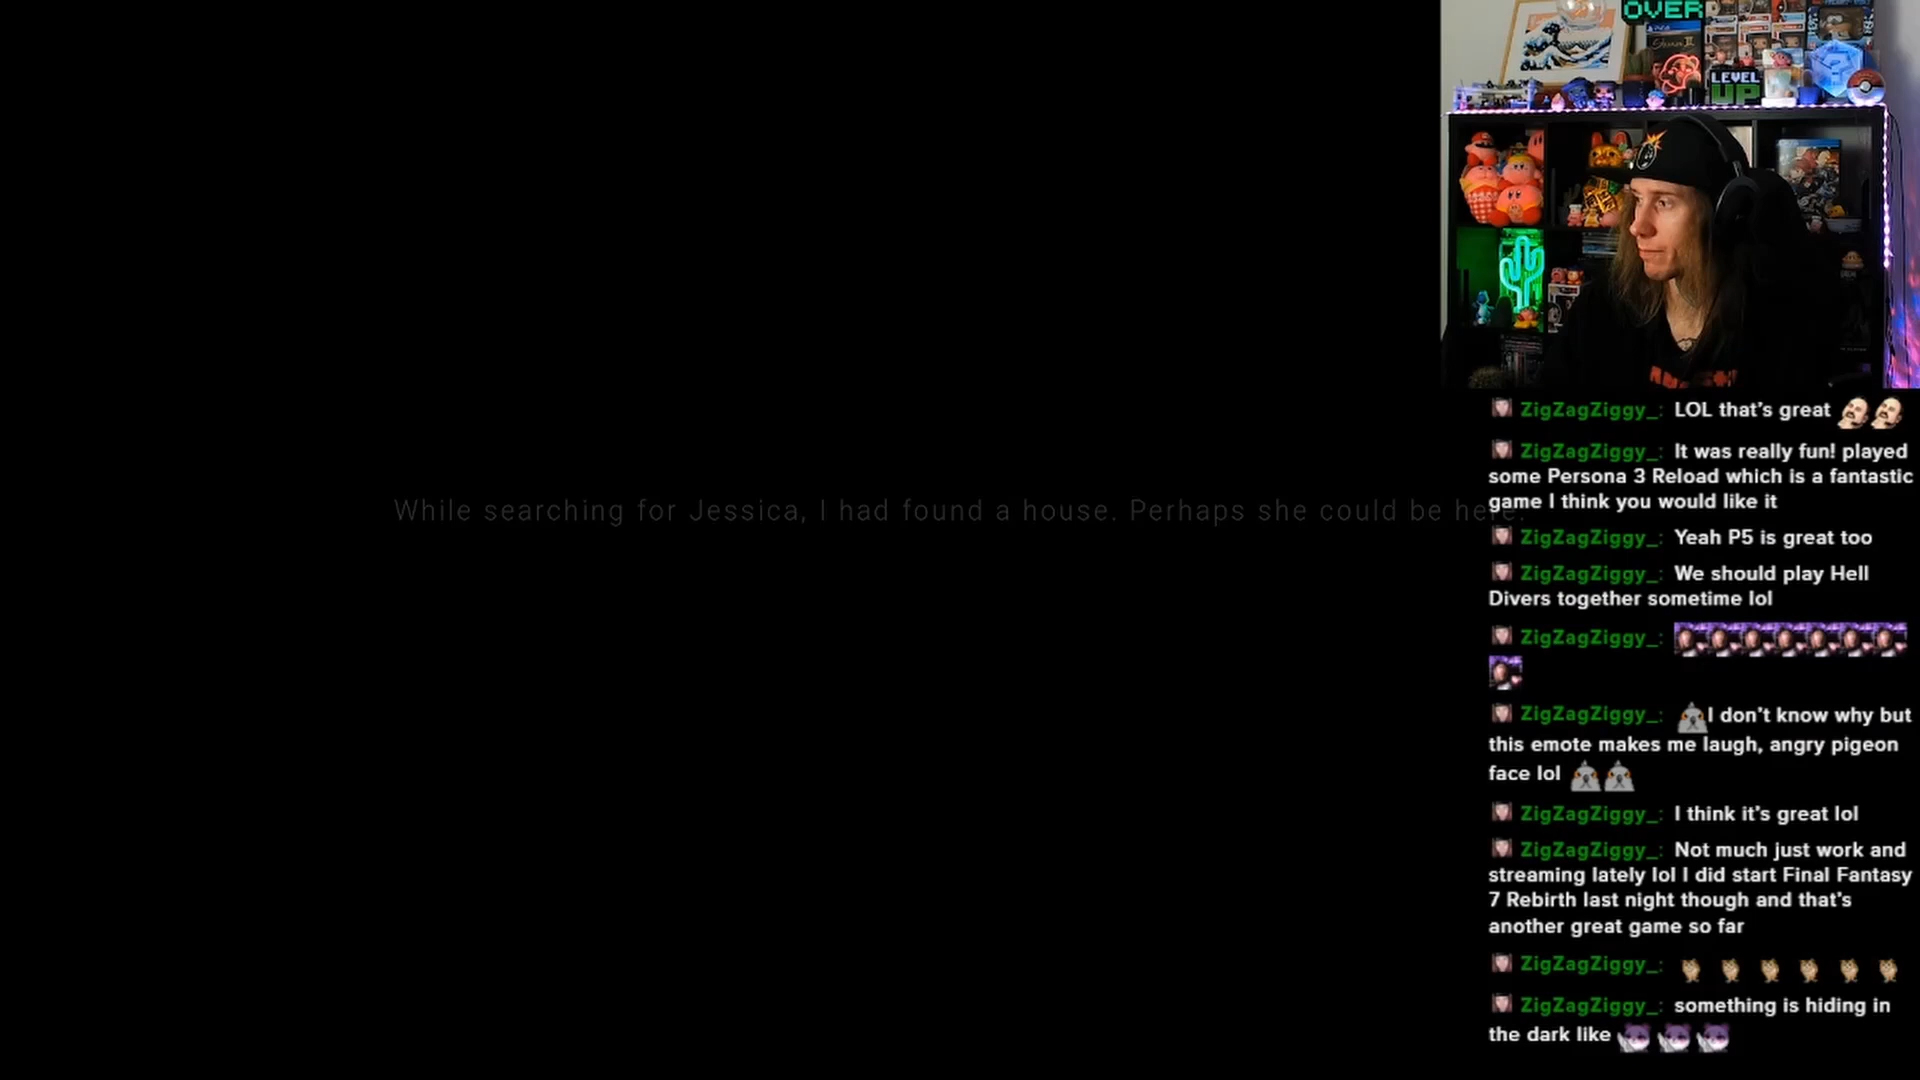 OVER
LEVEL
UP
While searching for Jessica, I had found a house. Perhaps she could be here.
ZigZagZiggy_: LOL that's great
ZigZagZiggy_: It was really fun! played
some Persona 3 Reload which is a fantastic
game I think you would like it
ZigZagZiggy_: Yeah P5 is great too
ZigZagZiggy_: We should play Hell
Divers together sometime lol
ZigZagZiggy_:
ZigZagZiggy_: I don't know why but
this emote makes me laugh, angry pigeon
face lol
ZigZagZiggy_: I think it's great lol
ZigZagZiggy_: Not much just work and
streaming lately lol I did start Final Fantasy
7 Rebirth last night though and that's
another great game so far
ZigZagZiggy_:
ZigZagZiggy_: something is hiding in
the dark like